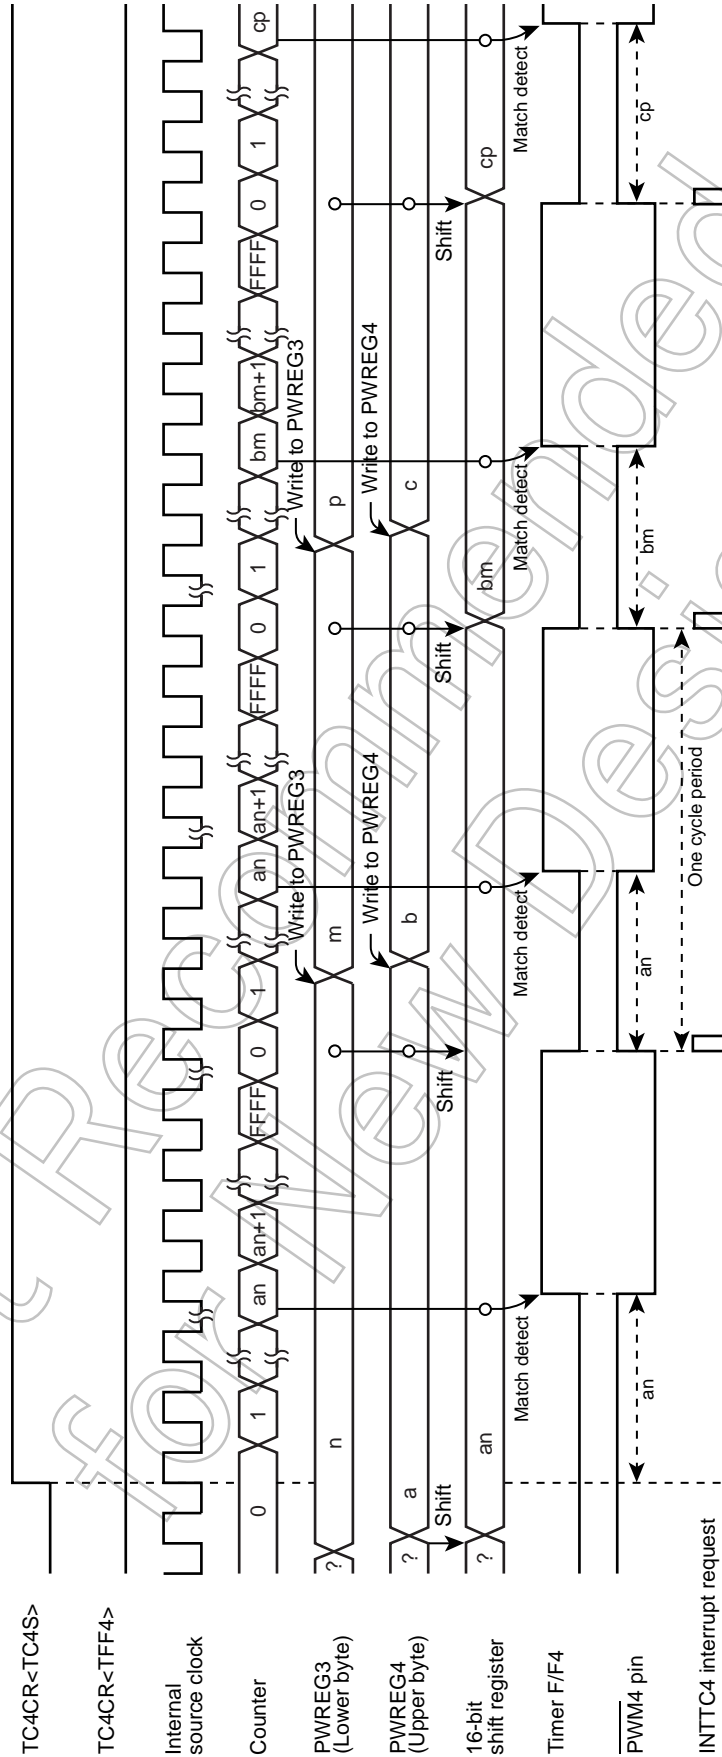 TC4CR<TC4S>
TC4CR<TFF4>
Internal
source clock
Counter
0 1 an an+1 FFFF 0 1 an an+1 FFFF 0 1 bm bm+1 FFFF 0 1 cp
Write to PWREG3
Write to PWREG3
PWREG3
(Lower byte)
? n m p
Write to PWREG4
Write to PWREG4
PWREG4
(Upper byte)
? a b c
Shift
Shift
Shift
Shift
16-bit
shift register
? an bm cp
Match detect
Match detect
Match detect
Match detect
Timer F/F4
PWM4 pin
an an bm cp
One cycle period
INTTC4 interrupt request
t Recommended
for New Desi